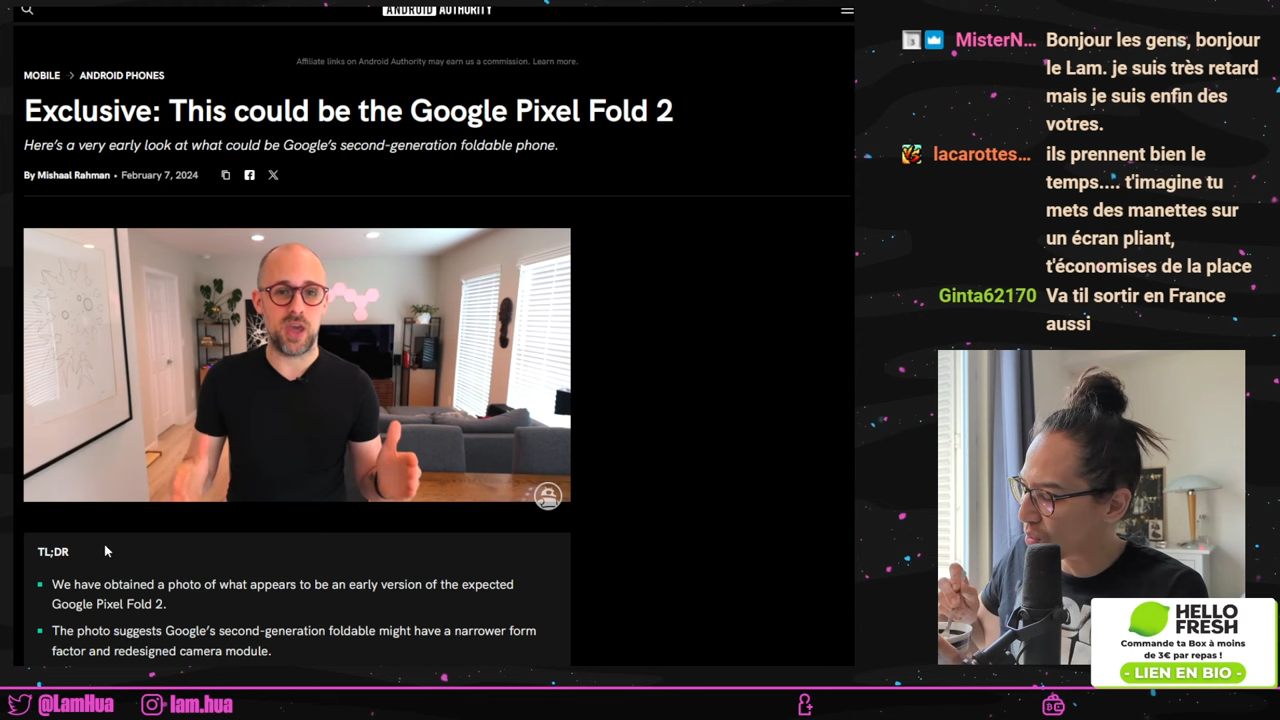 ANDROID AUTHORITY
Affiliate links on Android Authority may earn us a commission. Learn more.
MOBILE > ANDROID PHONES
Exclusive: This could be the Google Pixel Fold 2
Here's a very early look at what could be Google's second-generation foldable phone.
By Mishaal Rahman • February 7, 2024
TL;DR
We have obtained a photo of what appears to be an early version of the expected
Google Pixel Fold 2.
The photo suggests Google's second-generation foldable might have a narrower form
factor and redesigned camera module.
MisterN... Bonjour les gens, bonjour
le Lam. je suis très retard
mais je suis enfin des
votres.
lacarottes... ils prennent bien le
temps.... t'imagine tu
mets des manettes sur
un écran pliant,
t'économises de la place
Ginta62170 Va til sortir en France
aussi
HELLO
FRESH
Commande ta Box à moins
de 3€ par repas !
- LIEN EN BIO -
@LamHua
lam.hua